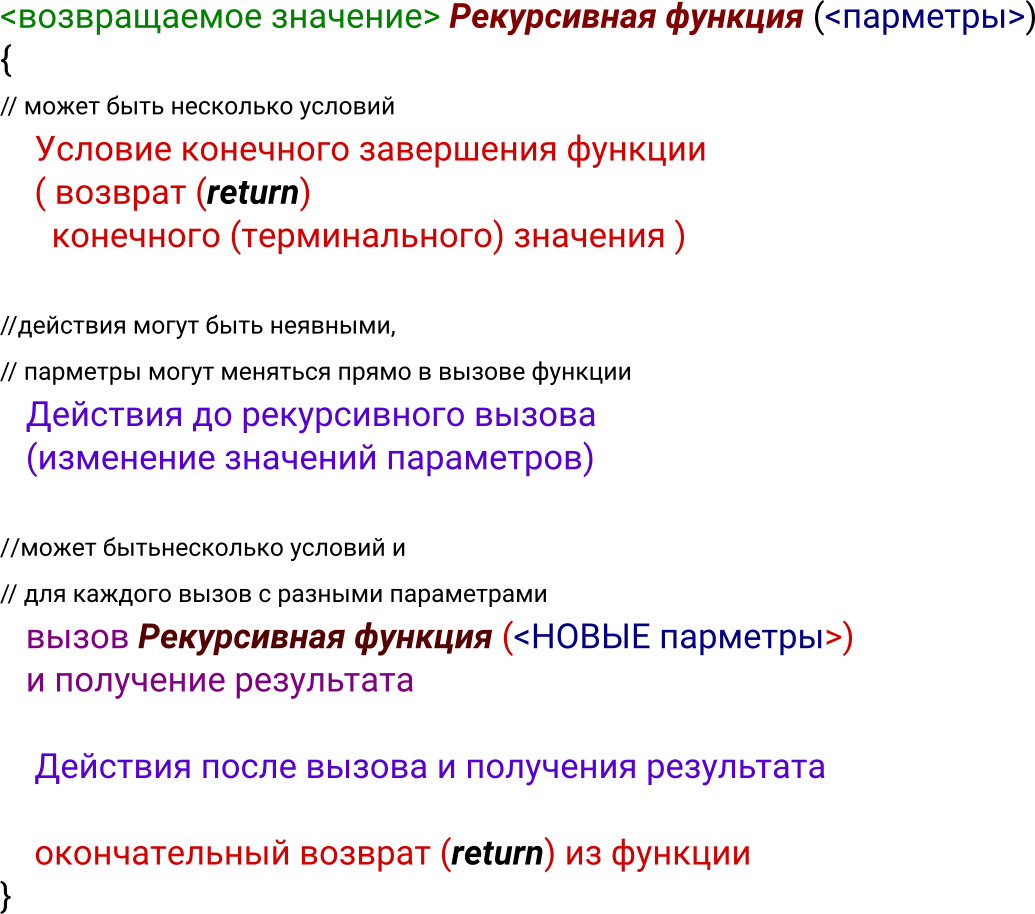 <возвращаемое значение> Рекурсивная функция (<парметры>)
{
// может быть несколько условий
Условие конечного завершения функции
( возврат (return)
конечного (терминального) значения )
//действия могут быть неявными,
// парметры могут меняться прямо в вызове функции
Действия до рекурсивного вызова
(изменение значений параметров)
//может бытьнесколько условий и
// для каждого вызов с разными параметрами
вызов Рекурсивная функция (<НОВЫЕ парметры>)
и получение результата
Действия после вызова и получения результата
окончательный возврат (return) из функции
}